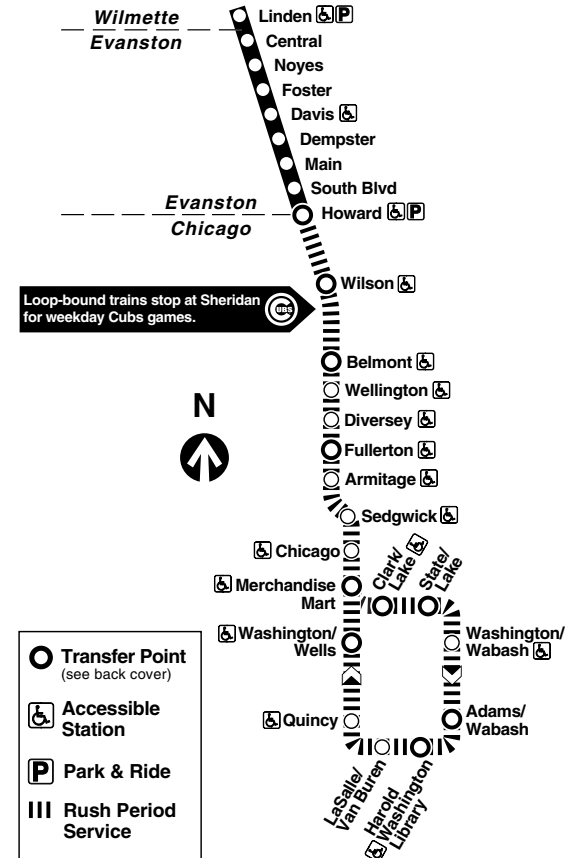 Wilmette
Evanston
Linden P
Central
Noyes
Foster
Davis
Dempster
Main
South Blvd
Evanston
Chicago
Howard P
Wilson
Loop-bound trains stop at Sheridan
for weekday Cubs games.
CUBS
Belmont
Wellington
N
Diversey
Fullerton
Armitage
Sedgwick
Chicago
Clark/
Lake
State/
Lake
Merchandise
Mart
Washington/
Wells
Washington/
Wabash
Quincy
Adams/
Wabash
LaSalle/
Van Buren
Harold
Washington
Library
Transfer Point
(see back cover)
Accessible
Station
P Park & Ride
Rush Period
Service